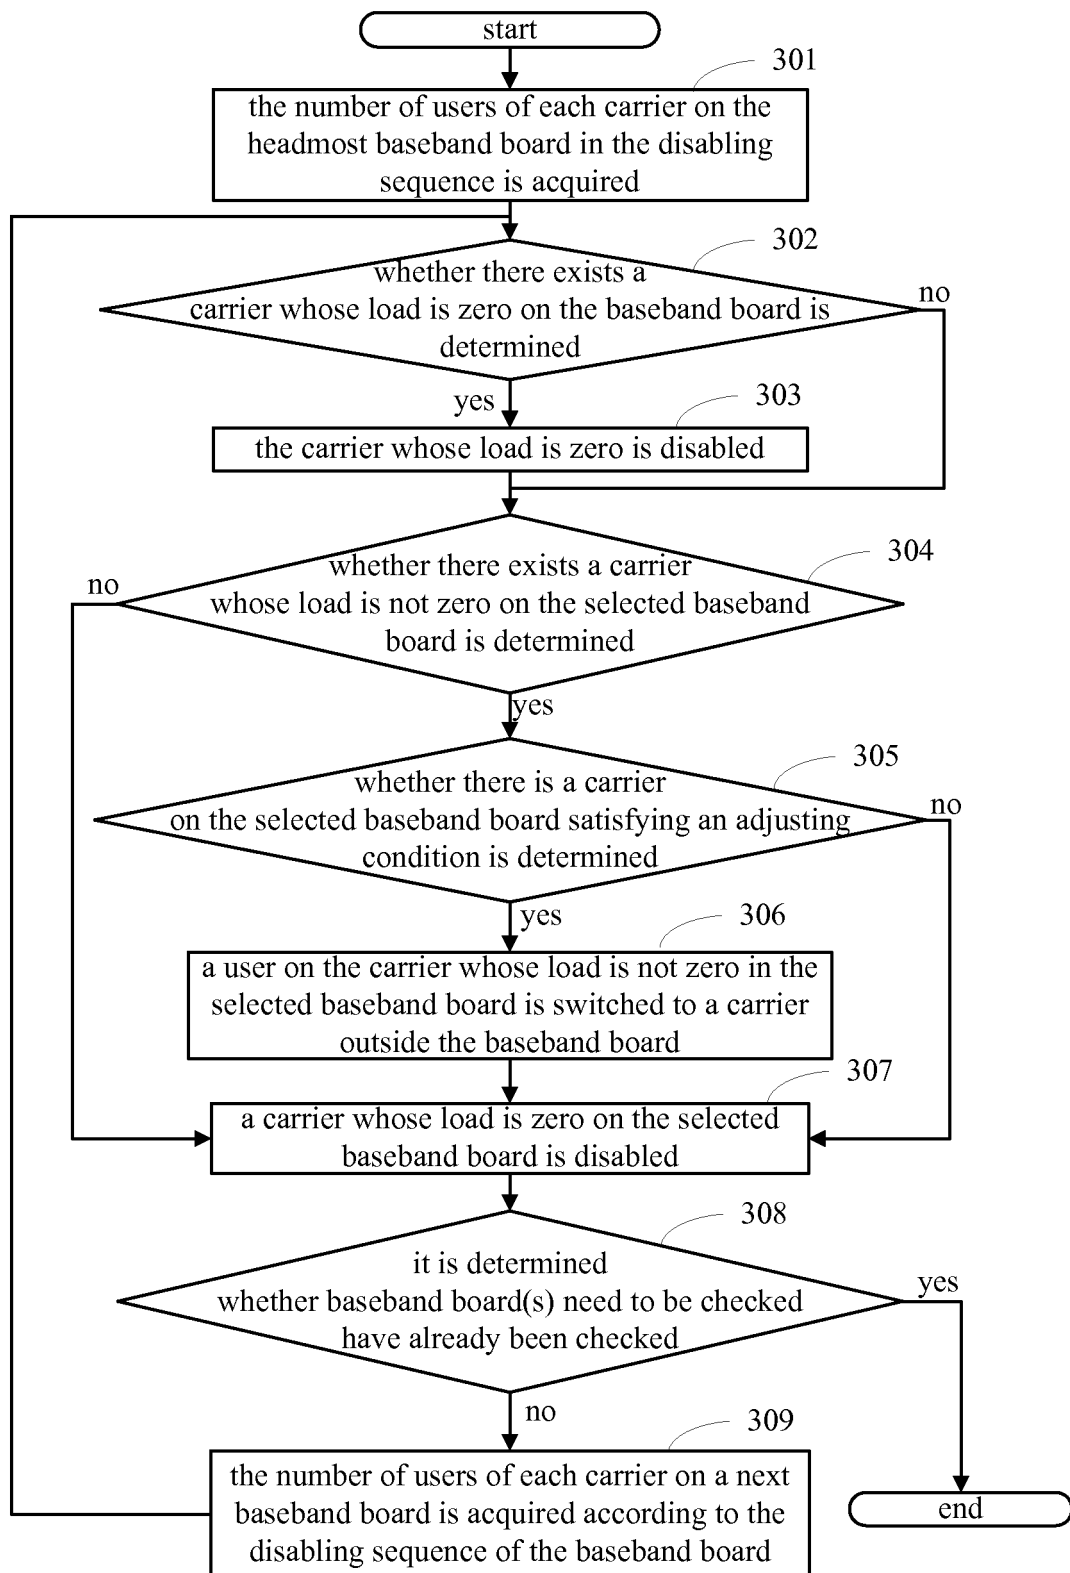 start
301
the number of users of each carrier on the
headmost baseband board in the disabling
sequence is acquired
302
whether there exists a
carrier whose load is zero on the baseband board is
determined
no
yes
303
the carrier whose load is zero is disabled
304
no
whether there exists a carrier
whose load is not zero on the selected baseband
board is determined
yes
305
whether there is a carrier
on the selected baseband board satisfying an adjusting
condition is determined
no
yes
306
a user on the carrier whose load is not zero in the
selected baseband board is switched to a carrier
outside the baseband board
307
a carrier whose load is zero on the selected
baseband board is disabled
308
it is determined
whether baseband board(s) need to be checked
have already been checked
yes
no
309
the number of users of each carrier on a next
baseband board is acquired according to the
disabling sequence of the baseband board
end